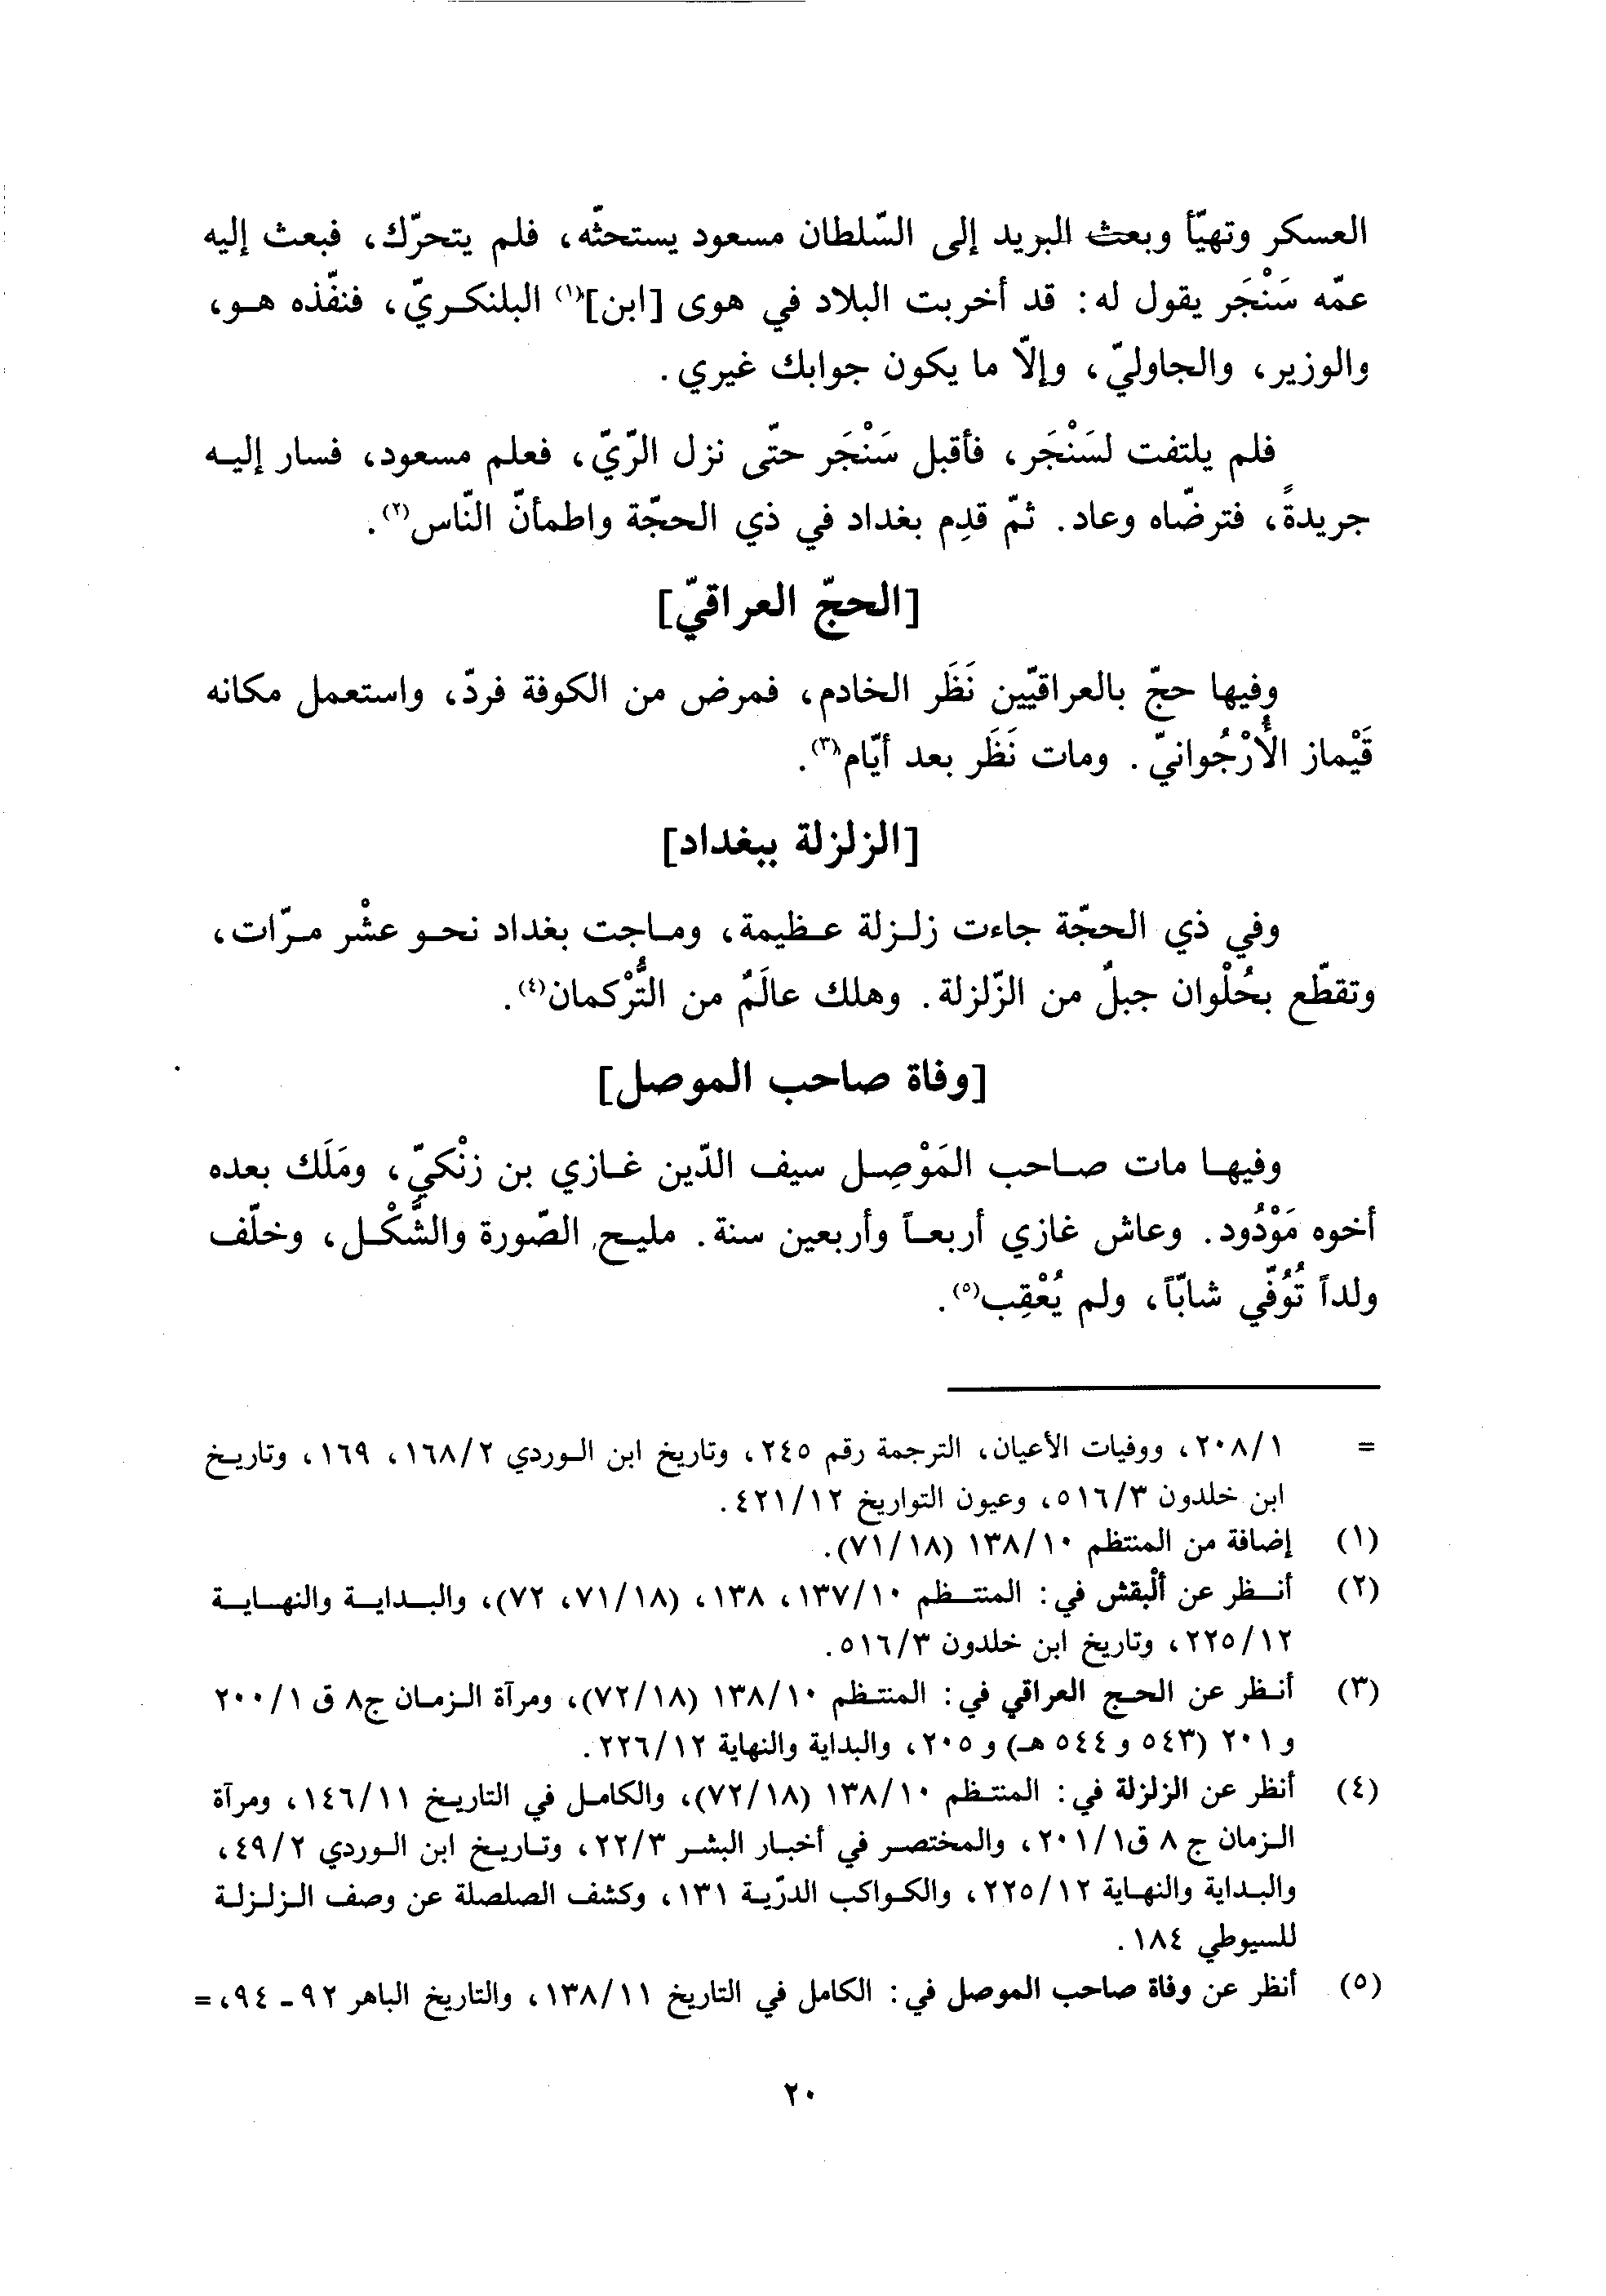 العسكر وتهيّأ وبعث البريد إلى السّلطان مسعود يستحثّه، فلم يتحرّك، فبعث إليه
عمّه سَنْجَر يقول له: قد أخربت البلاد في هوى [ابن]⁽¹⁾ البلنكريّ، فنفّذه هو،
والوزير، والجاوليّ، وإلّا ما يكون جوابك غيري.
فلم يلتفت لسَنْجَر، فأقبل سَنْجَر حتّى نزل الرّيّ، فعلم مسعود، فسار إليه
جريدةً، فترضّاه وعاد. ثمّ قدِم بغداد في ذي الحجّة واطمأنّ النّاس(٢).
[الحجّ العراقيّ]
وفيها حجّ بالعراقيّين نَظَر الخادم، فمرض من الكوفة فردّ، واستعمل مكانه
قَيْماز الأُرْجُوانيّ. ومات نَظَر بعد أيّام(٣).
[الزلزلة ببغداد]
وفي ذي الحجّة جاءت زلزلة عظيمة، وماجت بغداد نحو عشْر مرّات،
وتقطّع بحُلْوان جبلٌ من الزّلزلة. وهلك عالَمٌ من التُّرْكمان(٤).
[وفاة صاحب الموصل]
وفيها مات صاحب المَوْصِل سيف الدّين غازي بن زنْكيّ، ومَلَك بعده
أخوه مَوْدُود. وعاش غازي أربعاً وأربعين سنة. مليح الصّورة والشَّكْل، وخلّف
ولداً تُوُفّي شابّاً، ولم يُعْقِب(٥).
= ٢٠٨/١، ووفيات الأعيان، الترجمة رقم ٢٤٥، وتاريخ ابن الوردي ١٦٨/٢، ١٦٩، وتاريخ
ابن خلدون ٥١٦/٣، وعيون التواريخ ٤٢١/١٢.
(١) إضافة من المنتظم ١٣٨/١٠ (٧١/١٨).
(٢) أنظر عن ألْبقش في: المنتظم ١٣٧/١٠، ١٣٨، (٧١/١٨، ٧٢)، والبداية والنهاية
٢٢٥/١٢، وتاريخ ابن خلدون ٥١٦/٣.
(٣) أنظر عن الحج العراقي في: المنتظم ١٣٨/١٠ (٧٢/١٨)، ومرآة الزمان ج٨ ق ٢٠٠/١
و ٢٠١ (٥٤٣ و ٥٤٤ هـ) و ٢٠٥، والبداية والنهاية ٢٢٦/١٢.
(٤) أنظر عن الزلزلة في: المنتظم ١٣٨/١٠ (٧٢/١٨)، والكامل في التاريخ ١٤٦/١١، ومرآة
الزمان ج ٨ ق٢٠١/١، والمختصر في أخبار البشر ٢٢/٣، وتاريخ ابن الوردي ٤٩/٢،
والبداية والنهاية ٢٢٥/١٢، والكواكب الدرّية ١٣١، وكشف الصلصلة عن وصف الزلزلة
للسيوطي ١٨٤.
(٥) أنظر عن وفاة صاحب الموصل في: الكامل في التاريخ ١٣٨/١١، والتاريخ الباهر ٩٢ - ٩٤، =
٢٠